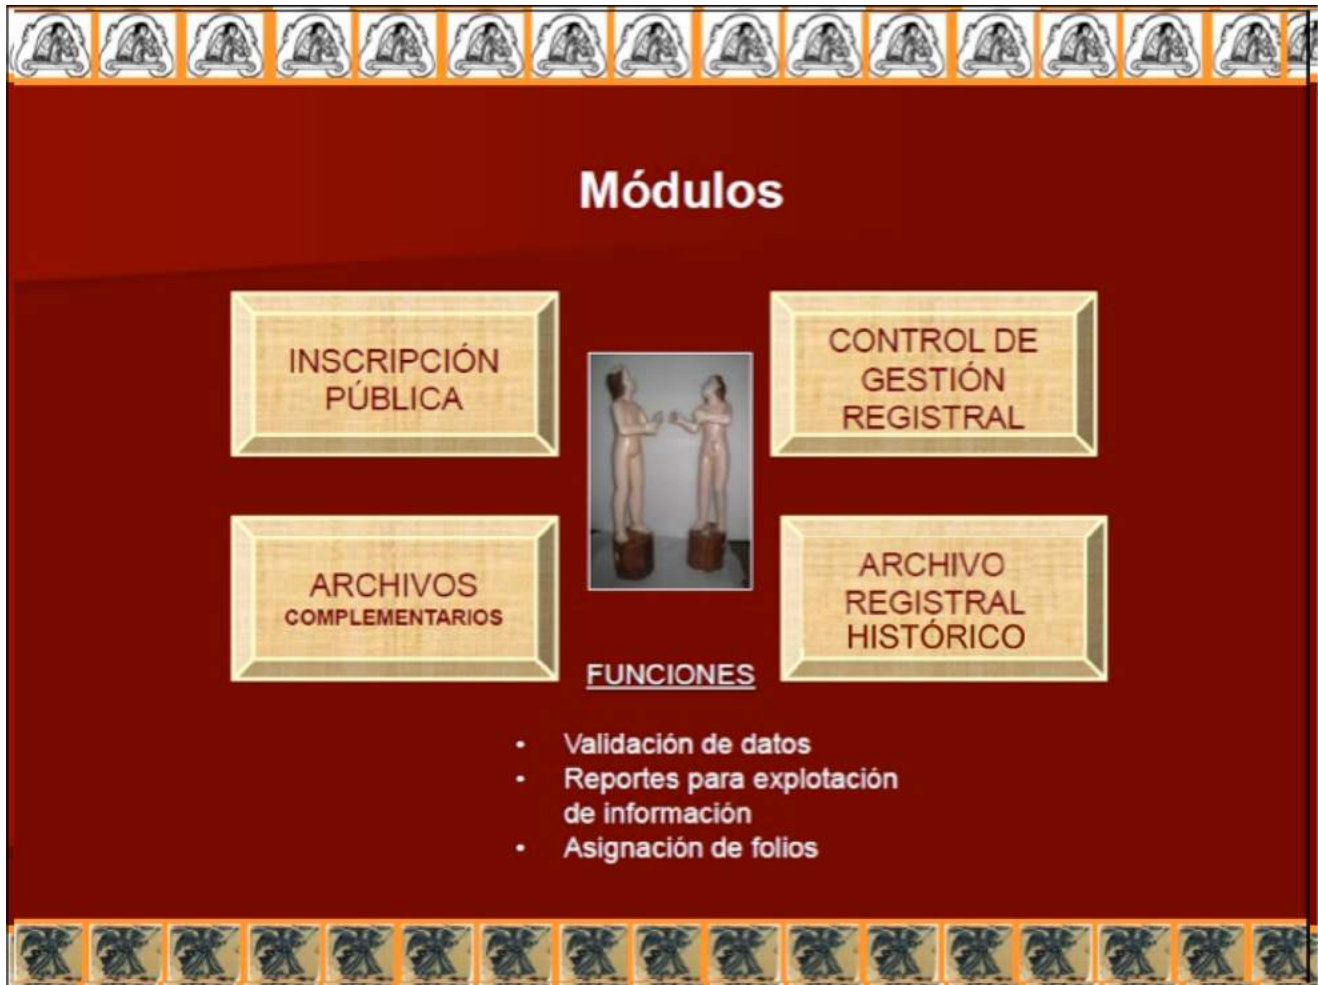 Módulos
INSCRIPCIÓN
PÚBLICA
CONTROL DE
GESTIÓN
REGISTRAL
ARCHIVOS
COMPLEMENTARIOS
ARCHIVO
REGISTRAL
HISTÓRICO
FUNCIONES
• Validación de datos
• Reportes para explotación
de información
• Asignación de folios